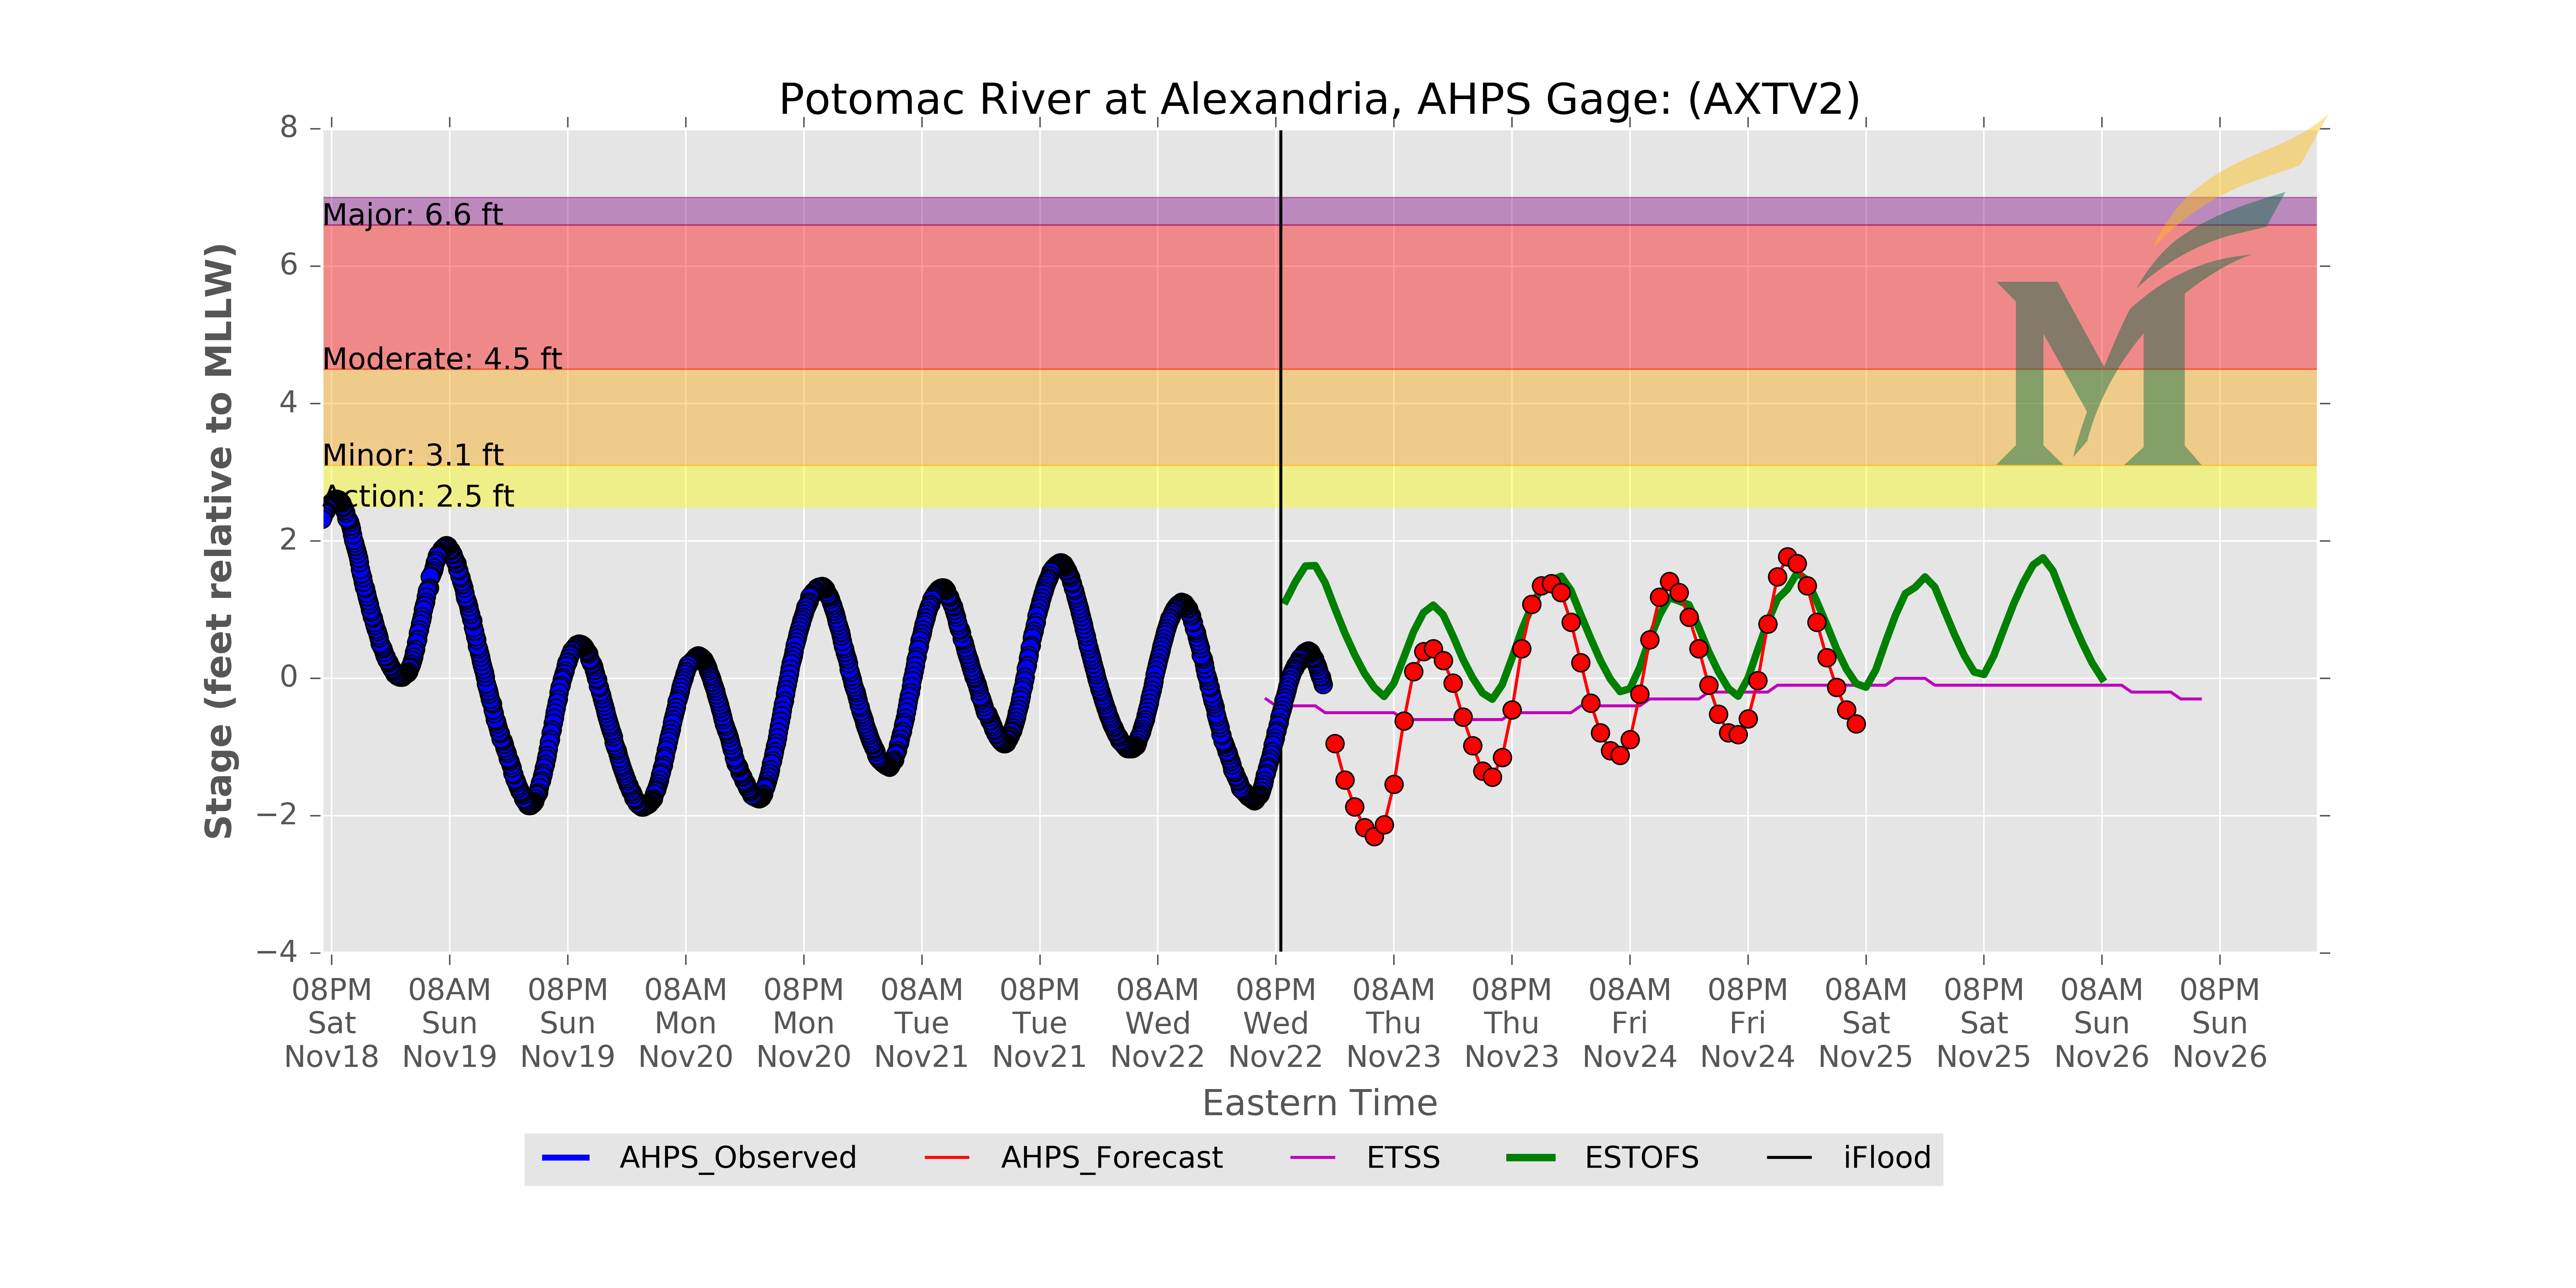 Potomac River at Alexandria, AHPS Gage: (AXTV2)
Stage (feet relative to MLLW)
8
6
4
2
0
−2
−4
Major: 6.6 ft
Moderate: 4.5 ft
Minor: 3.1 ft
Action: 2.5 ft
M
08PM 08AM 08PM 08AM 08PM 08AM 08PM 08AM 08PM 08AM 08PM 08AM 08PM 08AM 08PM 08AM 08PM
Sat Sun Sun Mon Mon Tue Tue Wed Wed Thu Thu Fri Fri Sat Sat Sun Sun
Nov18 Nov19 Nov19 Nov20 Nov20 Nov21 Nov21 Nov22 Nov22 Nov23 Nov23 Nov24 Nov24 Nov25 Nov25 Nov26 Nov26
Eastern Time
AHPS_Observed AHPS_Forecast ETSS ESTOFS iFlood